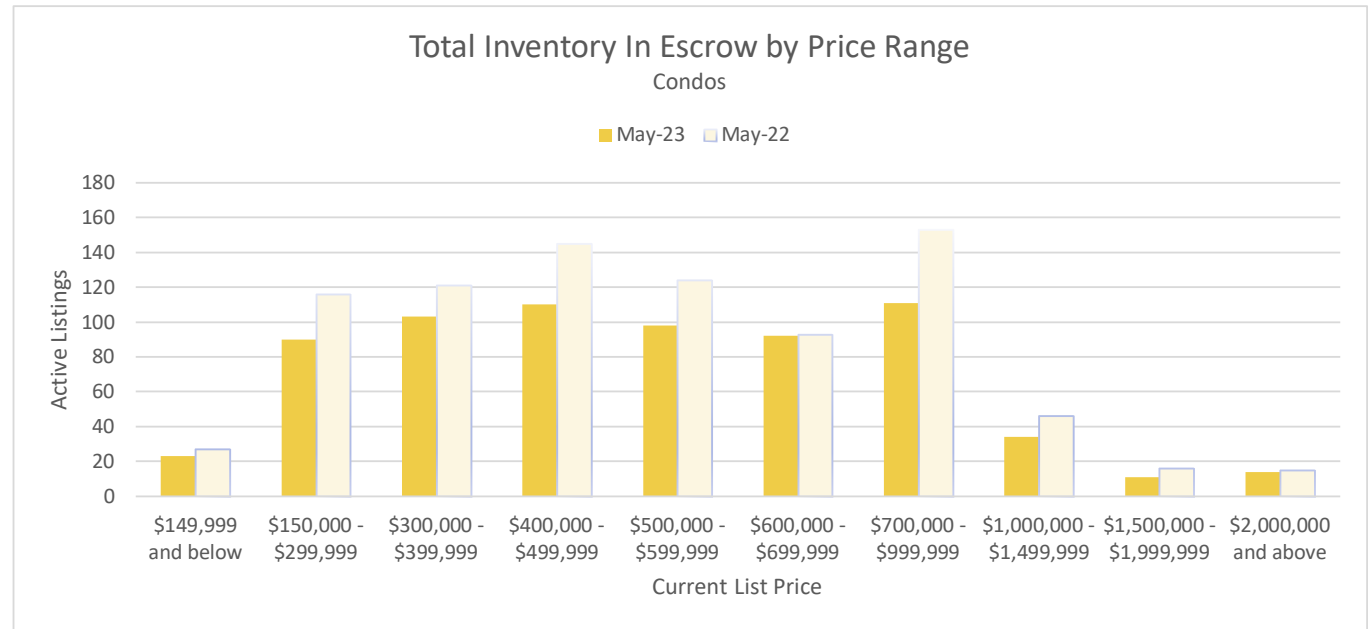 Total Inventory In Escrow by Price Range
Condos
May-23 May-22
180
160
140
120
100
80
60
40
20
0
Active Listings
$149,999 $150,000 - $300,000 - $400,000 - $500,000 - $600,000 - $700,000 - $1,000,000 - $1,500,000 - $2,000,000
and below $299,999 $399,999 $499,999 $599,999 $699,999 $999,999 $1,499,999 $1,999,999 and above
Current List Price